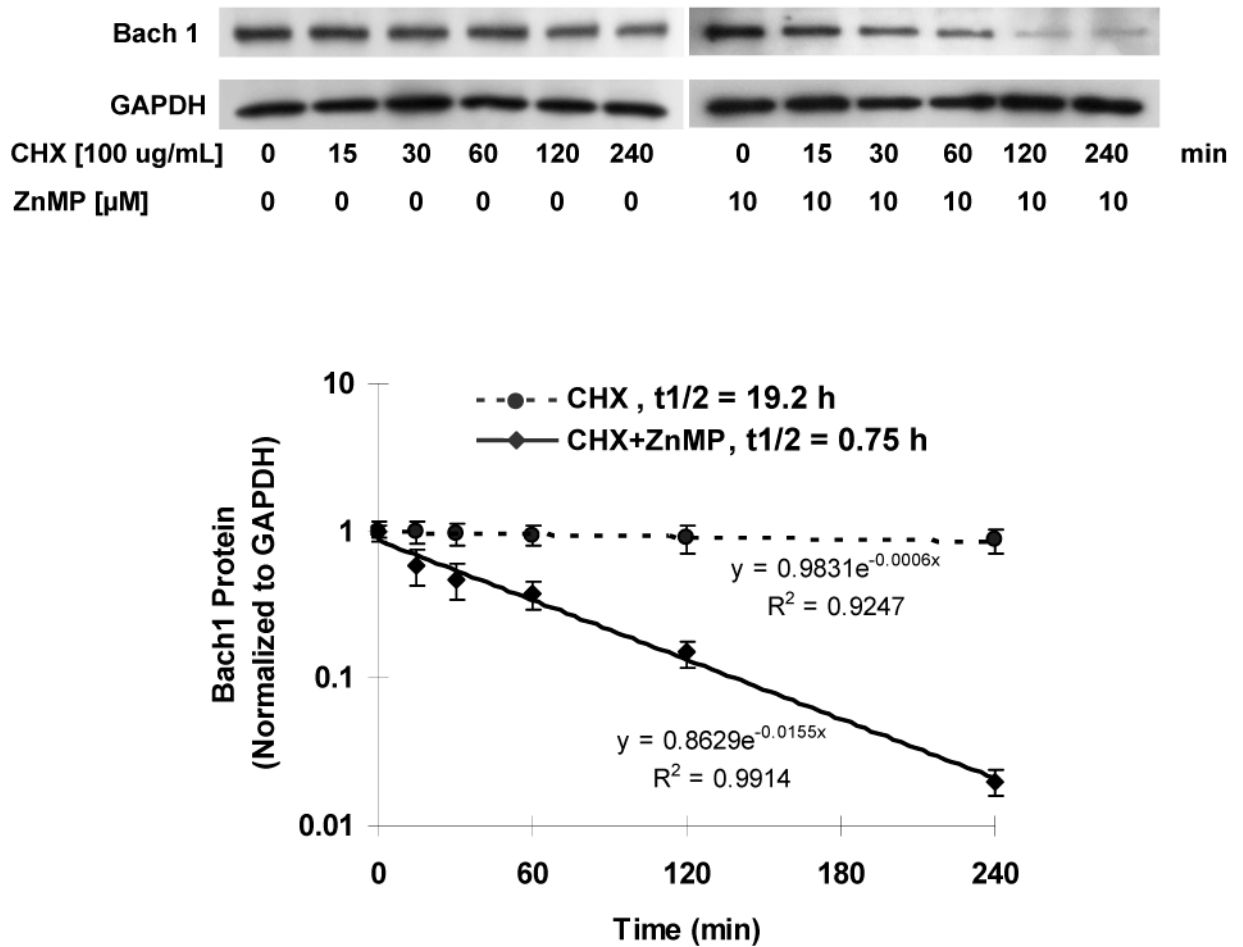 Bach 1
GAPDH
CHX [100 ug/mL] 0 15 30 60 120 240 0 15 30 60 120 240 min
ZnMP [µM] 0 0 0 0 0 0 10 10 10 10 10 10
10
CHX , t1/2 = 19.2 h
CHX+ZnMP, t1/2 = 0.75 h
Bach1 Protein
(Normalized to GAPDH)
1
y = 0.9831e^-0.0006x
R² = 0.9247
0.1
y = 0.8629e^-0.0155x
R² = 0.9914
0.01
0 60 120 180 240
Time (min)